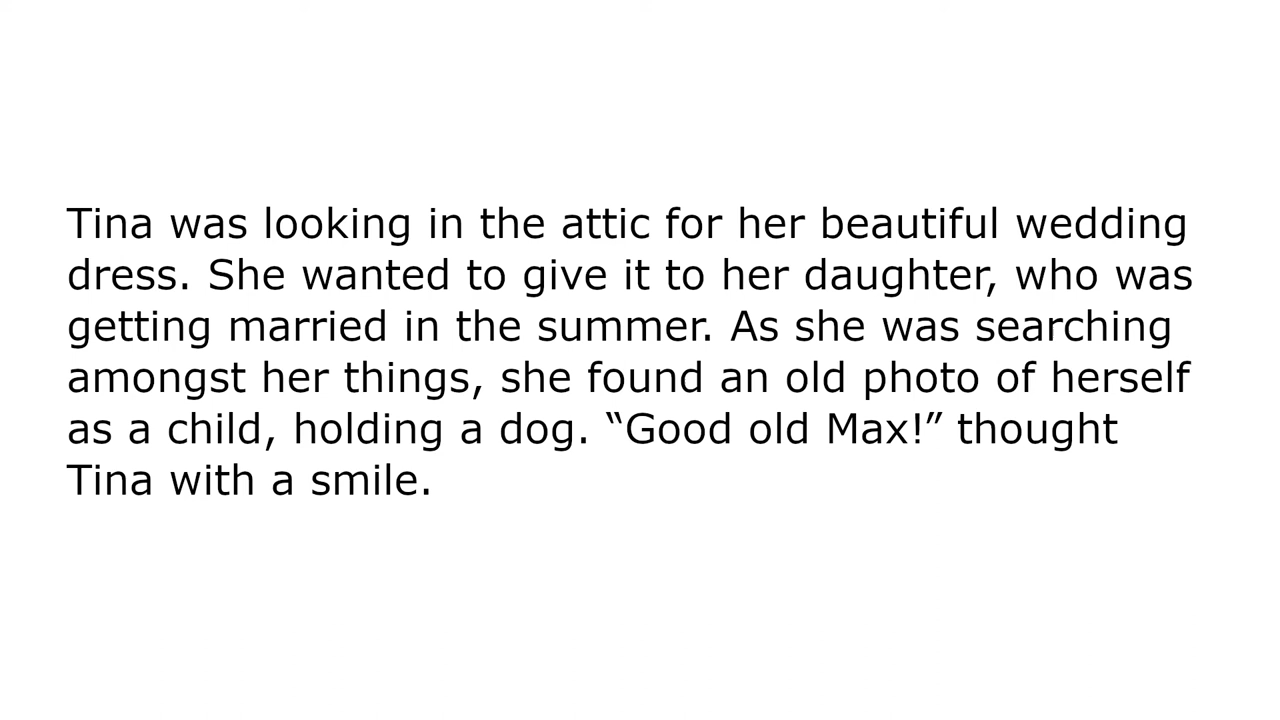 Tina was looking in the attic for her beautiful wedding
dress. She wanted to give it to her daughter, who was
getting married in the summer. As she was searching
amongst her things, she found an old photo of herself
as a child, holding a dog. “Good old Max!” thought
Tina with a smile.